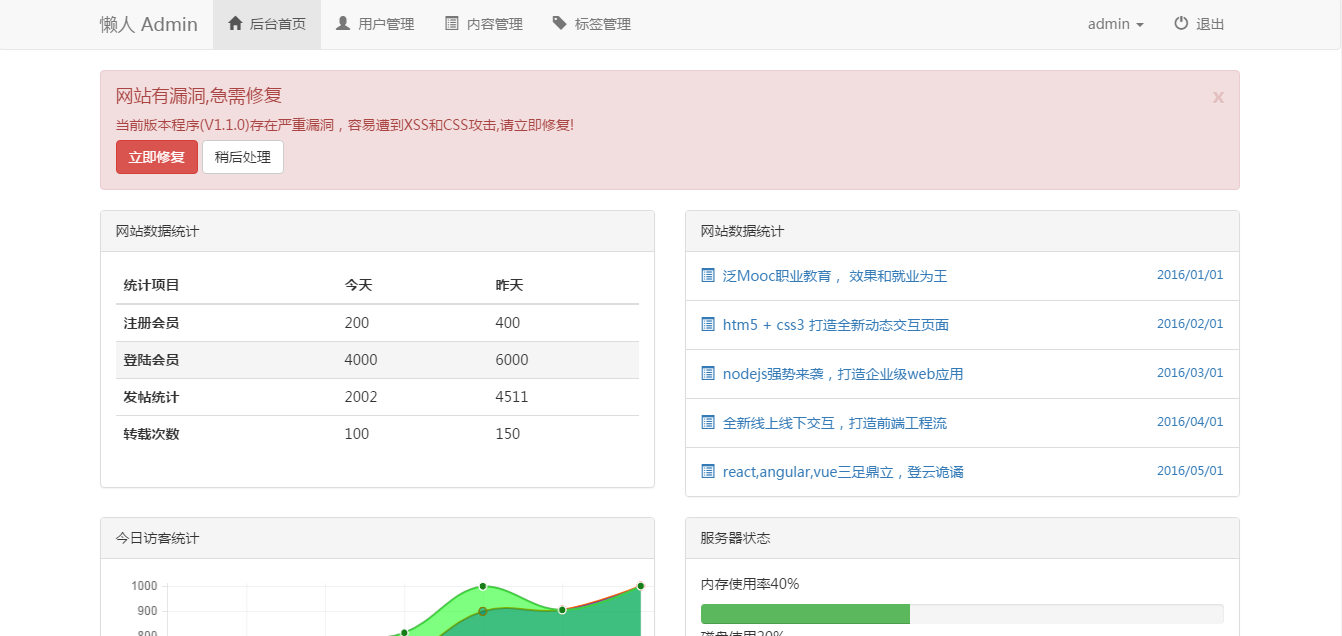 懒人 Admin 后台首页 用户管理 内容管理 标签管理 admin 退出
网站有漏洞,急需修复 x
当前版本程序(V1.1.0)存在严重漏洞，容易遭到XSS和CSS攻击,请立即修复!
立即修复 稍后处理
网站数据统计
统计项目 今天 昨天
注册会员 200 400
登陆会员 4000 6000
发帖统计 2002 4511
转载次数 100 150
网站数据统计
泛Mooc职业教育， 效果和就业为王 2016/01/01
htm5 + css3 打造全新动态交互页面 2016/02/01
nodejs强势来袭，打造企业级web应用 2016/03/01
全新线上线下交互，打造前端工程流 2016/04/01
react,angular,vue三足鼎立，登云诡谲 2016/05/01
今日访客统计
1000
900
800
服务器状态
内存使用率40%
磁盘使用20%